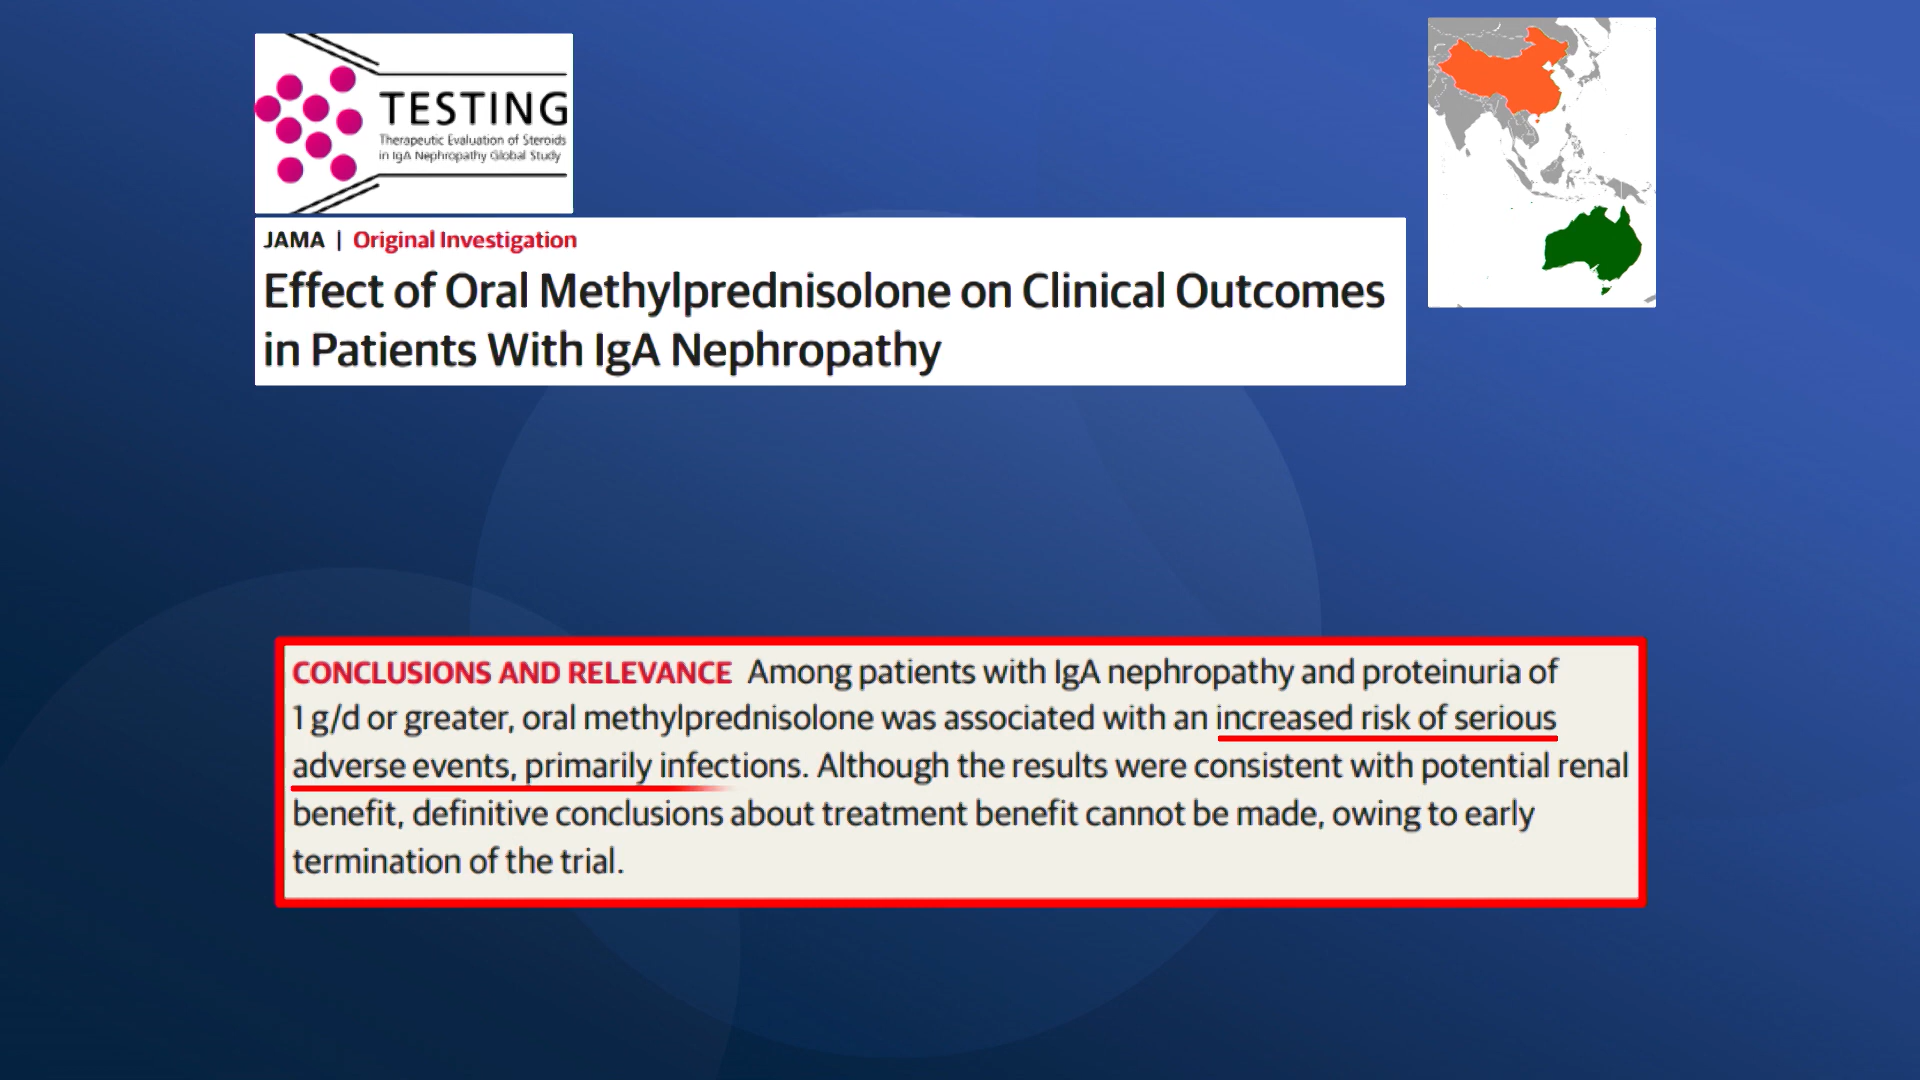 TESTING
Therapeutic Evaluation of Steroids
in IgA Nephropathy Global Study
JAMA | Original Investigation
Effect of Oral Methylprednisolone on Clinical Outcomes
in Patients With IgA Nephropathy
CONCLUSIONS AND RELEVANCE Among patients with IgA nephropathy and proteinuria of
1 g/d or greater, oral methylprednisolone was associated with an increased risk of serious
adverse events, primarily infections. Although the results were consistent with potential renal
benefit, definitive conclusions about treatment benefit cannot be made, owing to early
termination of the trial.